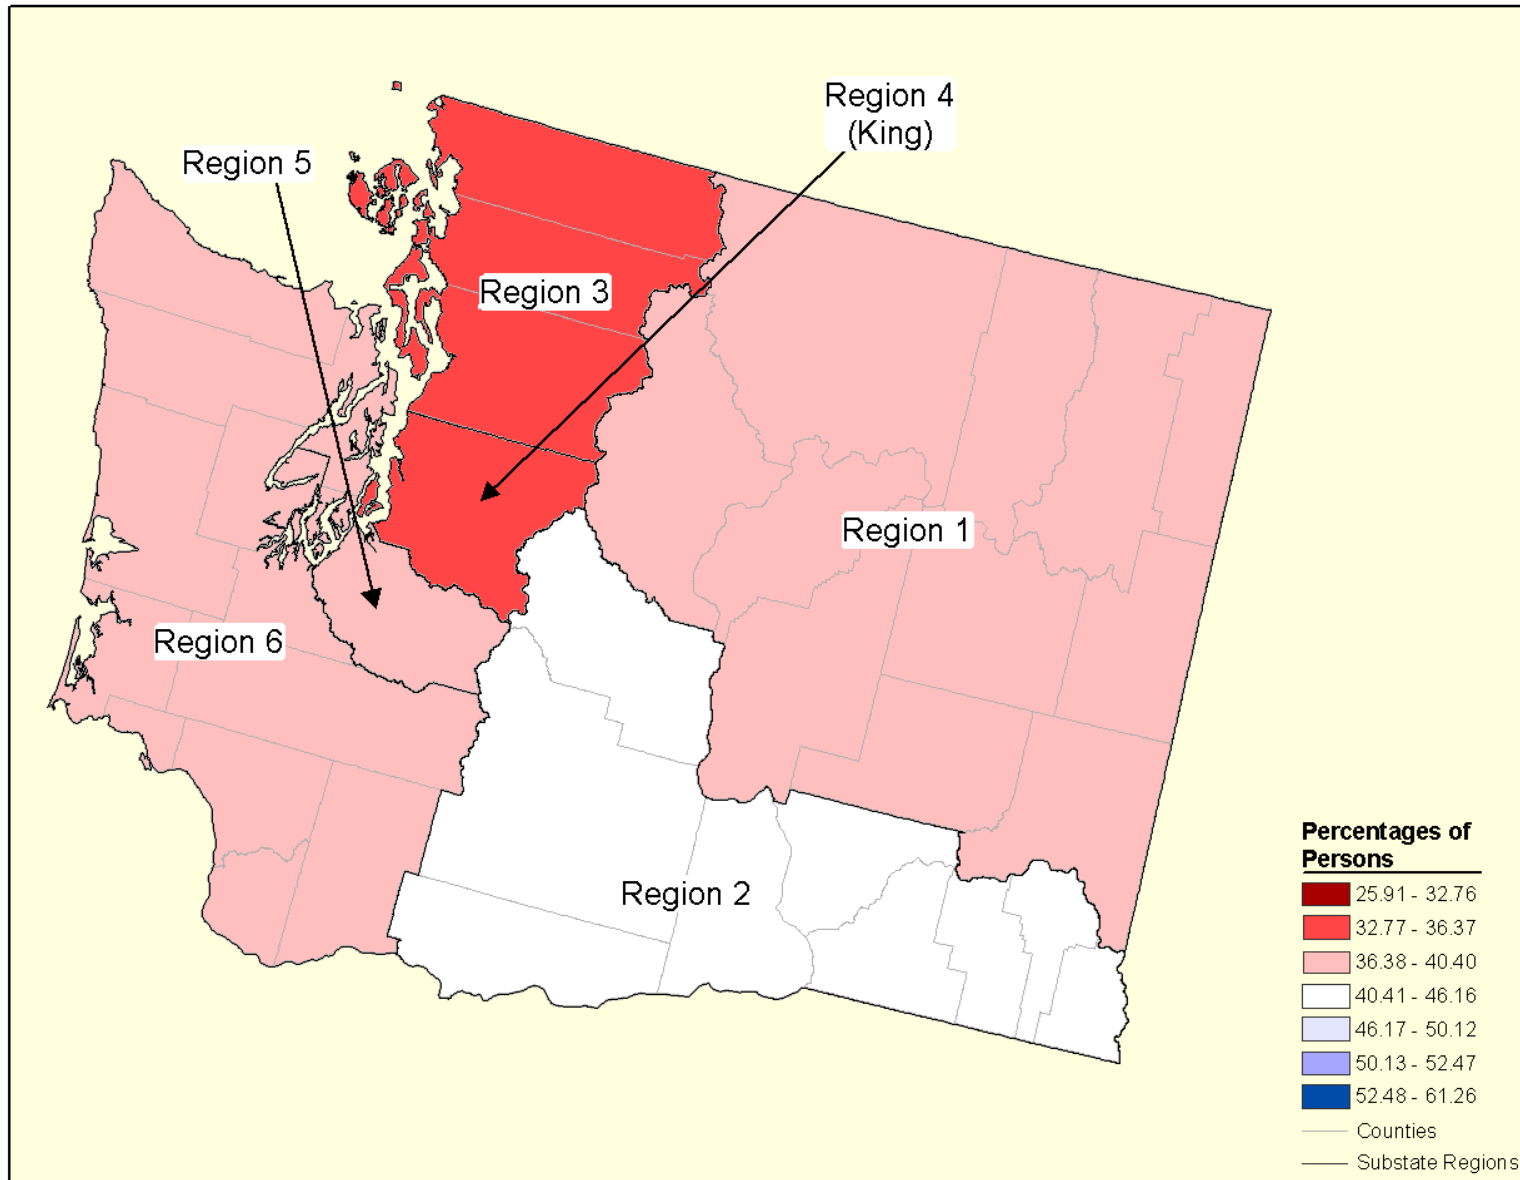 Region 4
(King)
Region 5
Region 3
Region 1
Region 6
Region 2
Percentages of
Persons
25.91 - 32.76
32.77 - 36.37
36.38 - 40.40
40.41 - 46.16
46.17 - 50.12
50.13 - 52.47
52.48 - 61.26
Counties
Substate Regions